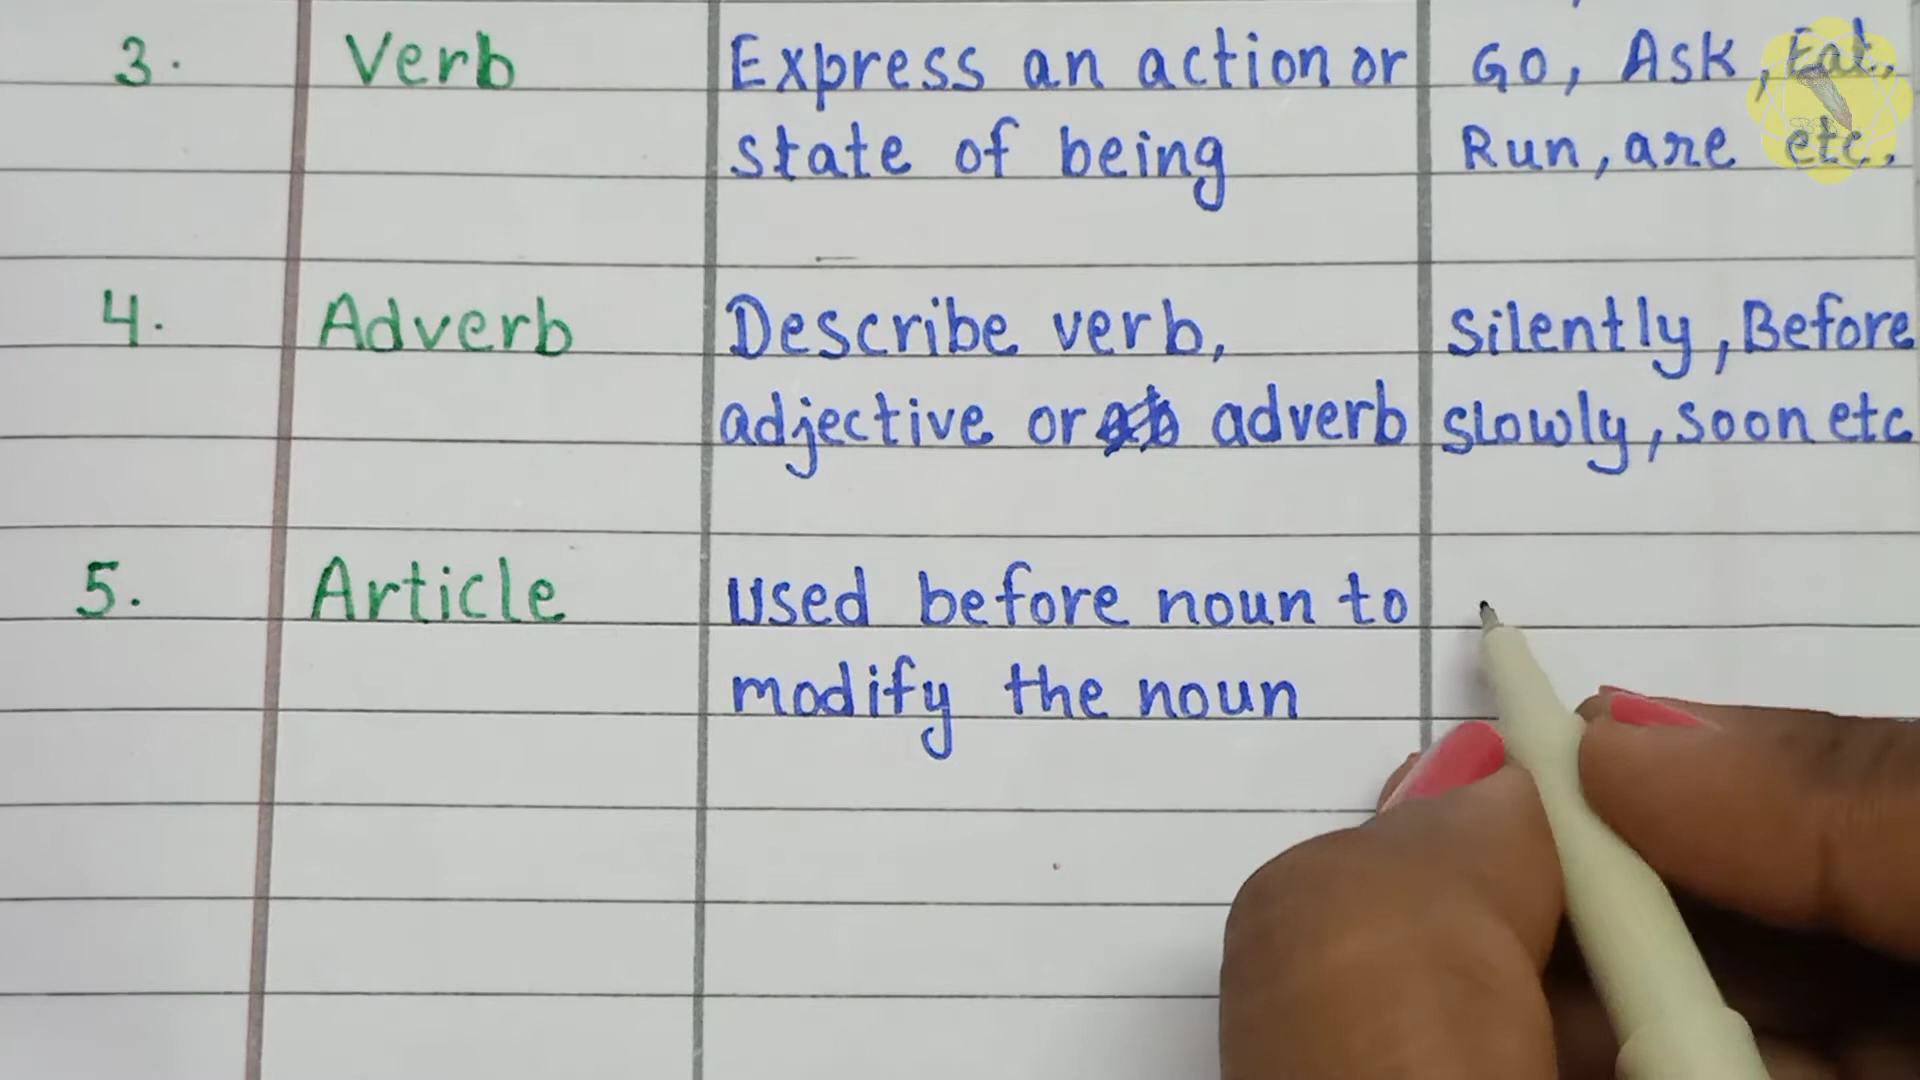 3. Verb Express an action or Go, Ask, Eat,
state of being Run, are etc.
4. Adverb Describe verb, Silently, Before
adjective or adverb slowly, soon etc
5. Article Used before noun to
modify the noun